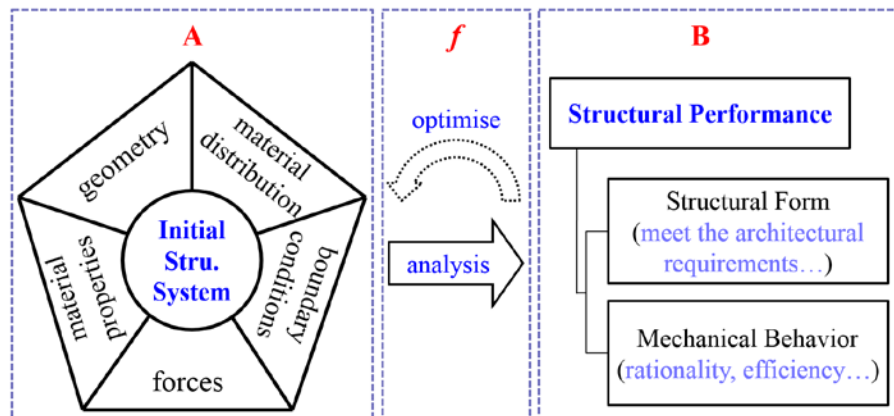 A
geometry
material
distribution
Initial
Stru.
System
material
properties
boundary
conditions
forces
f
optimise
analysis
B
Structural Performance
Structural Form
(meet the architectural
requirements…)
Mechanical Behavior
(rationality, efficiency…)